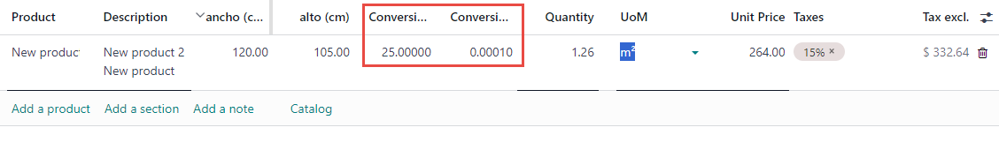 Product Description ancho (c... alto (cm) Conversi... Conversi... Quantity UoM Unit Price Taxes Tax excl.
New product New product 2 120.00 105.00 25.00000 0.00010 1.26 m² 264.00 15% × $ 332.64
New product
Add a product Add a section Add a note Catalog